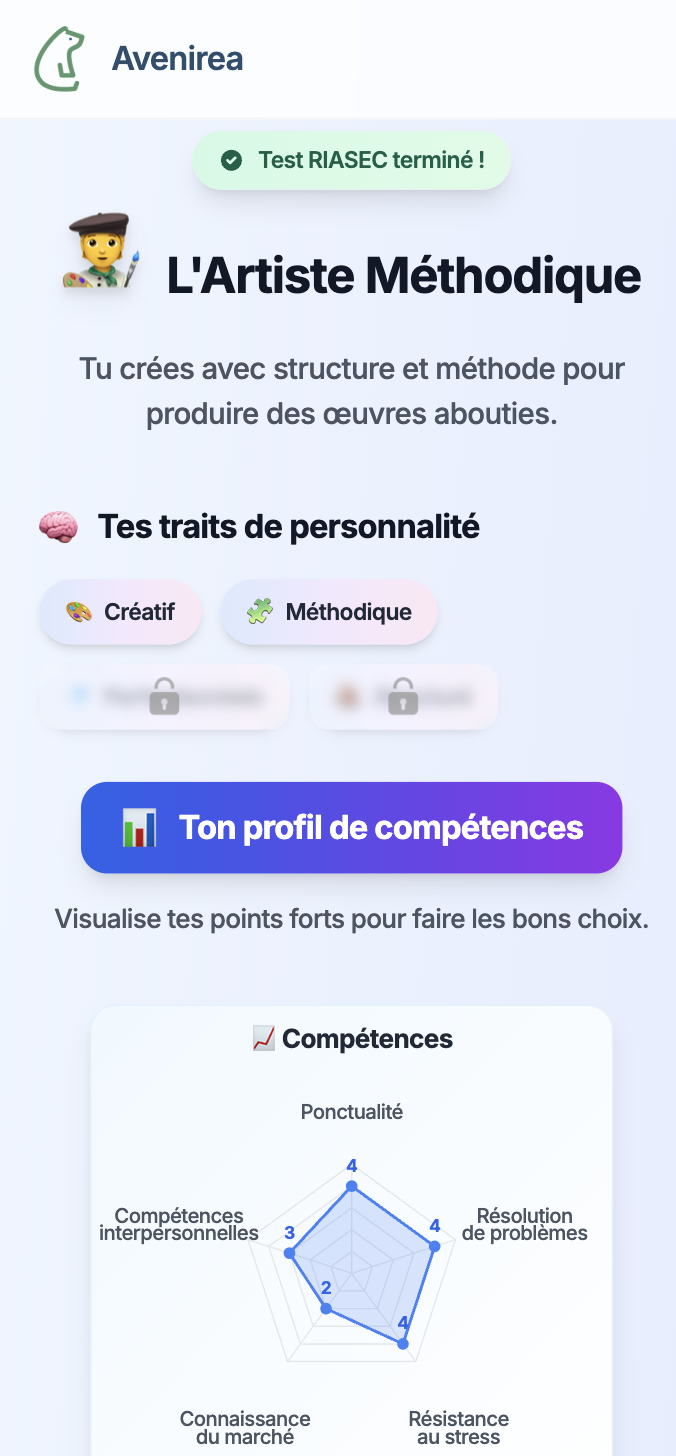 Avenirea
Test RIASEC terminé !
L'Artiste Méthodique
Tu crées avec structure et méthode pour
produire des œuvres abouties.
Tes traits de personnalité
Créatif
Méthodique
Ton profil de compétences
Visualise tes points forts pour faire les bons choix.
Compétences
Ponctualité
4
Compétences
interpersonnelles
3
4
Résolution
de problèmes
2
4
Connaissance
du marché
Résistance
au stress